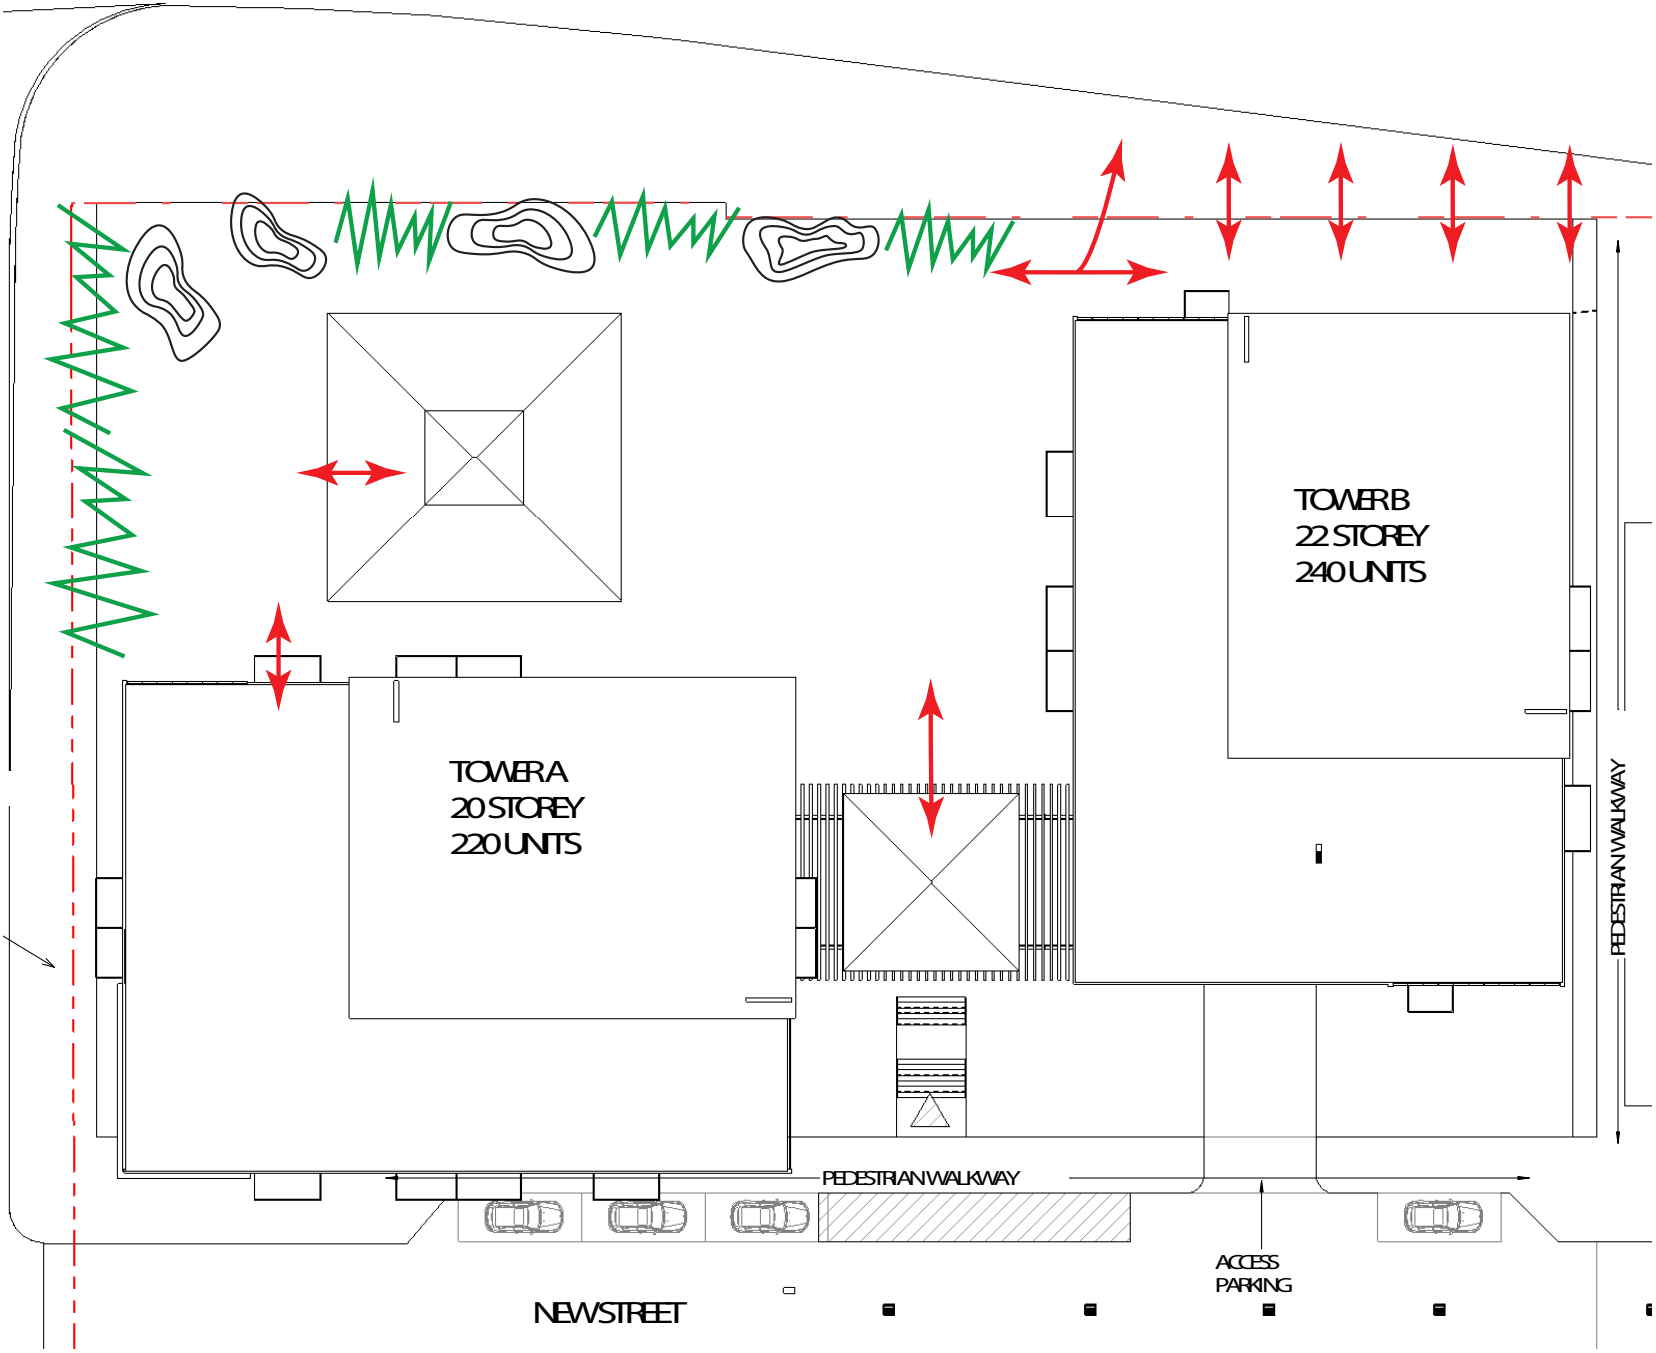 TOWER B
22 STOREY
240 UNITS
TOWER A
20 STOREY
220 UNITS
PEDESTRIAN WALKWAY
PEDESTRIAN WALKWAY
ACCESS
PARKING
NEW STREET